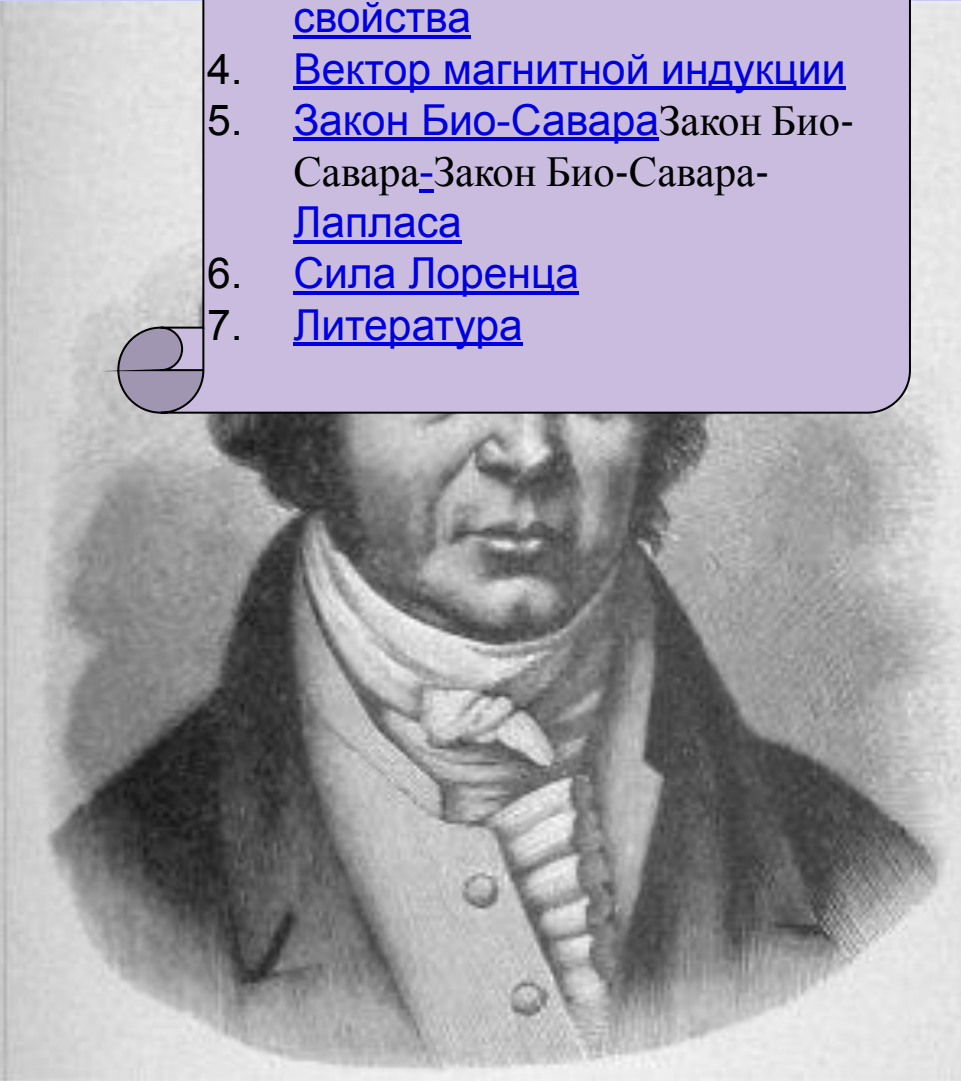 свойства
4. Вектор магнитной индукции
5. Закон Био-СавараЗакон Био-
Савара-Закон Био-Савара-
Лапласа
6. Сила Лоренца
7. Литература